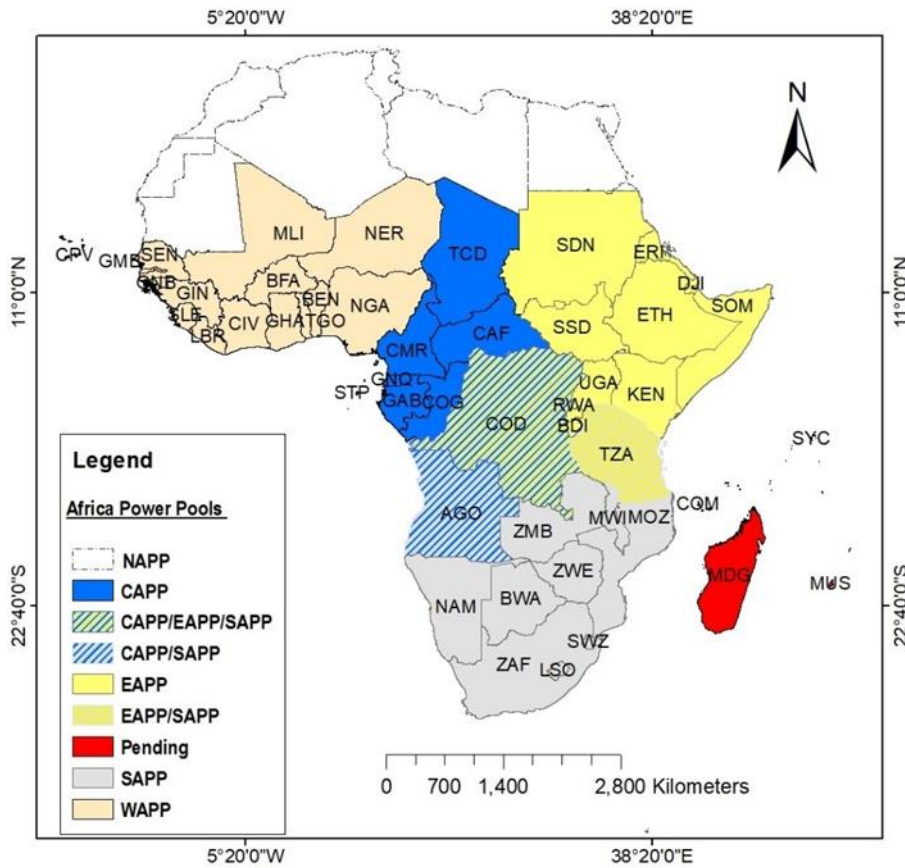 5°20'0"W
38°20'0"E
N
11°0'0"N
11°0'0"N
22°40'0"S
22°40'0"S
CPV
GMB
SEN
GNB
GIN
SLE
LBR
MLI
BFA
CIV
GHA
TGO
BEN
NER
NGA
TCD
CAF
CMR
GNQ
STP
GAB
COG
COD
SDN
ERI
DJI
SOM
ETH
SSD
UGA
KEN
RWA
BDI
TZA
SYC
COM
AGO
ZMB
MWI
MOZ
ZWE
MDG
MUS
NAM
BWA
SWZ
ZAF
LSO
Legend
Africa Power Pools
NAPP
CAPP
CAPP/EAPP/SAPP
CAPP/SAPP
EAPP
EAPP/SAPP
Pending
SAPP
WAPP
0 700 1,400 2,800 Kilometers
5°20'0"W
38°20'0"E